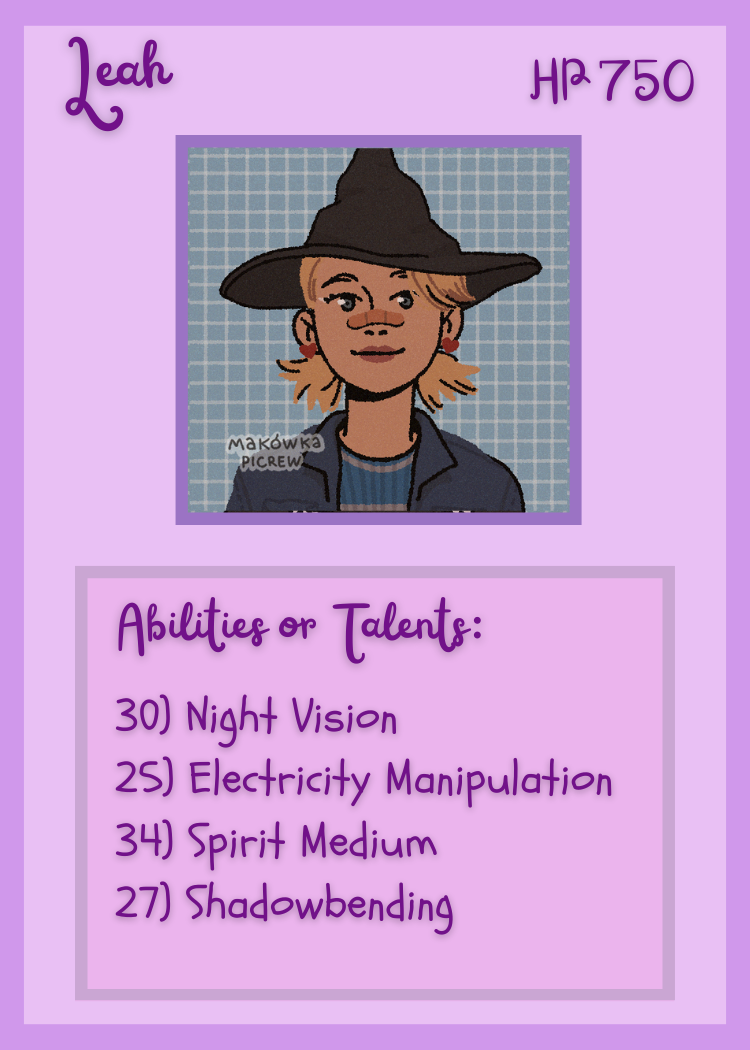 Leah
HP 750
MAKÓWKA
PICREW
Abilities or Talents:
30) Night Vision
25) Electricity Manipulation
34) Spirit Medium
27) Shadowbending